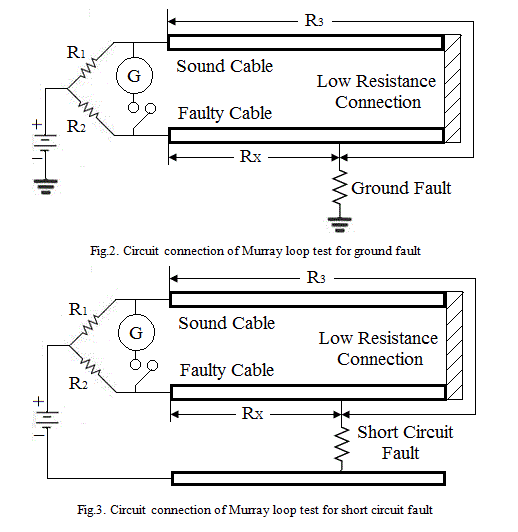 R3
R1
G
Sound Cable
Low Resistance
Connection
+
R2
Faulty Cable
−
Rx
Ground Fault
Fig.2. Circuit connection of Murray loop test for ground fault
R3
R1
G
Sound Cable
Low Resistance
Connection
R2
Faulty Cable
+
−
Rx
Short Circuit
Fault
Fig.3. Circuit connection of Murray loop test for short circuit fault